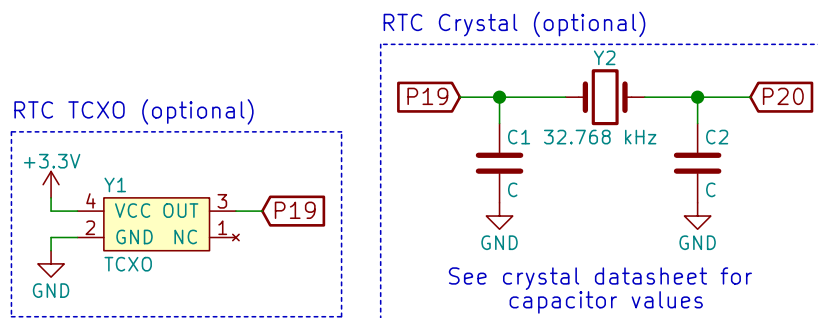 RTC Crystal (optional)
Y2
P19
P20
C1
32.768 kHz
C2
C
C
GND
GND
See crystal datasheet for
capacitor values
RTC TCXO (optional)
+3.3V
Y1
4 VCC OUT 3
P19
2 GND NC 1
TCXO
GND